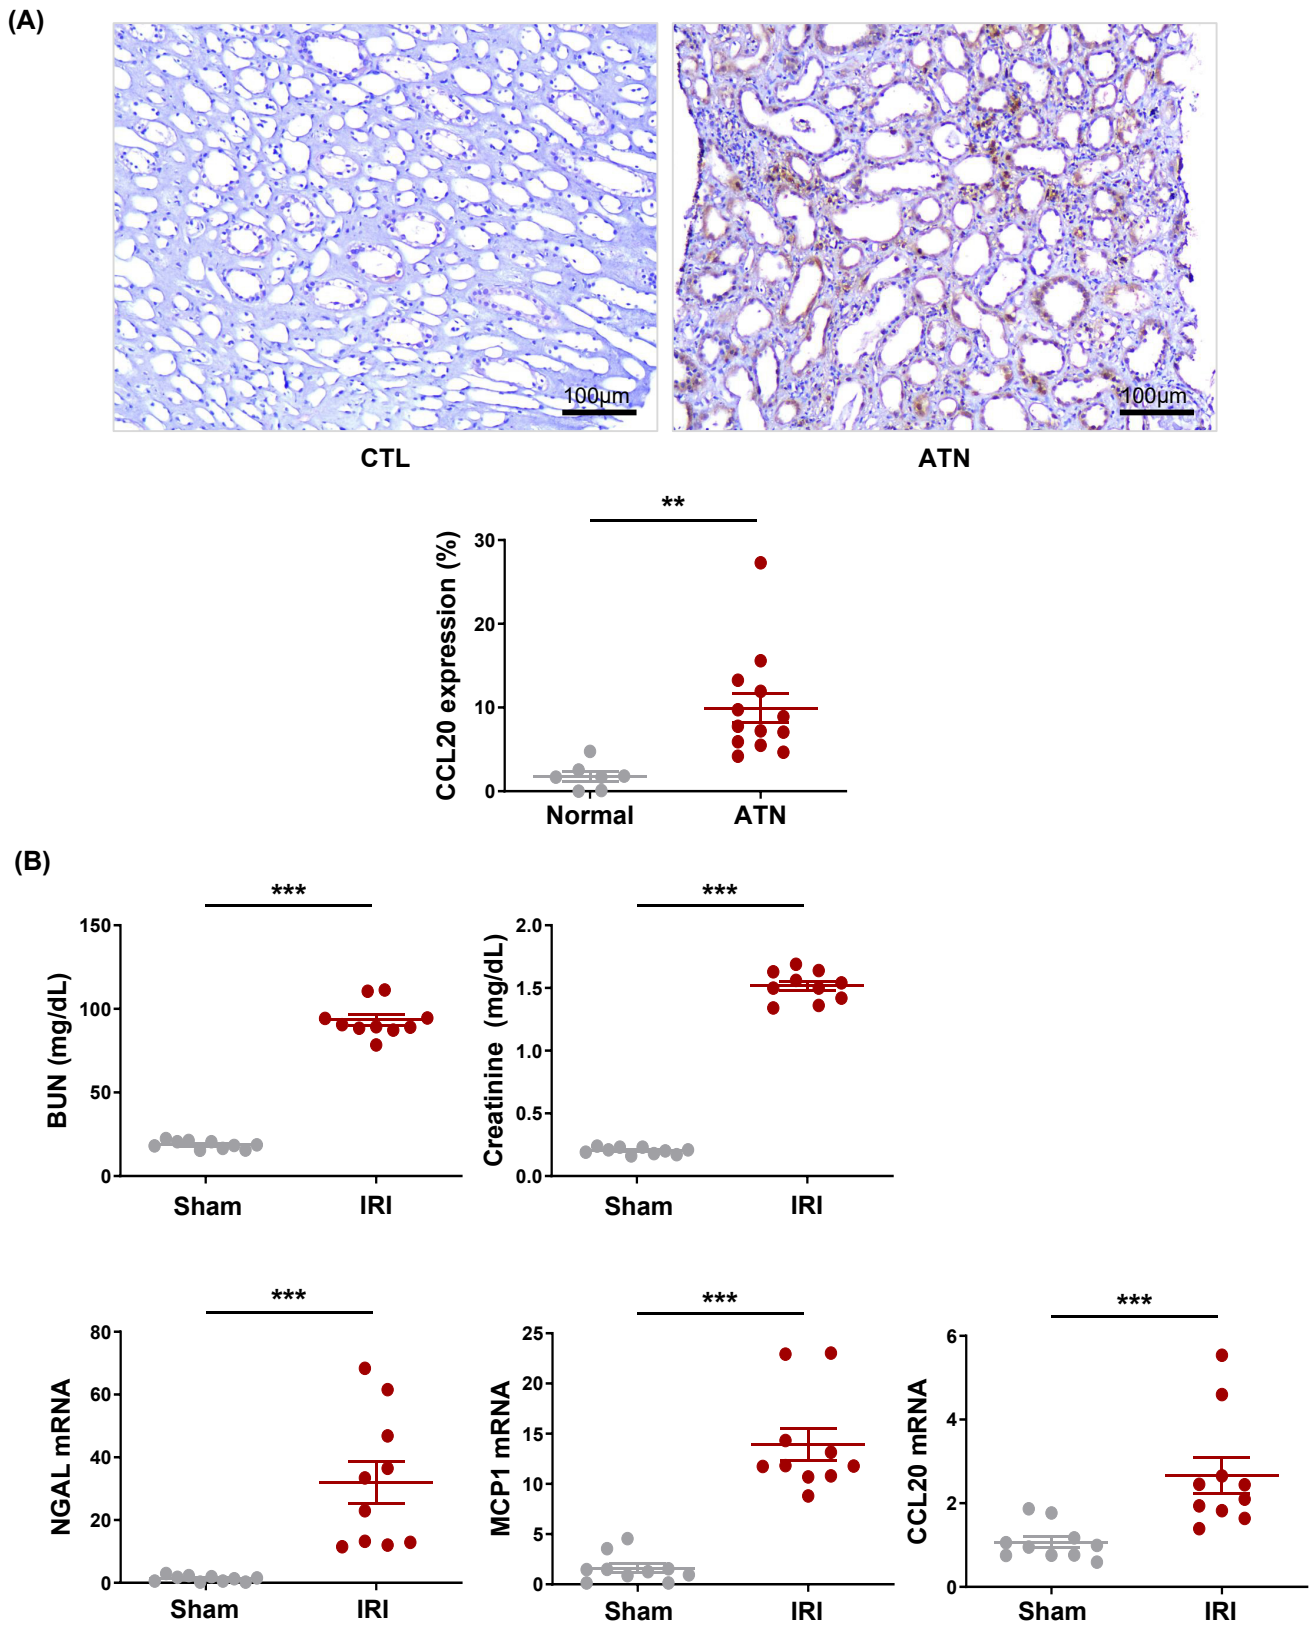 (A)
100µm
100µm
CTL
ATN
**
CCL20 expression (%)
30
20
10
0
Normal
ATN
(B)
***
BUN (mg/dL)
150
100
50
0
Sham
IRI
***
Creatinine (mg/dL)
2.0
1.5
1.0
0.5
0.0
Sham
IRI
***
NGAL mRNA
80
60
40
20
0
Sham
IRI
***
MCP1 mRNA
25
20
15
10
5
0
Sham
IRI
***
CCL20 mRNA
6
4
2
0
Sham
IRI